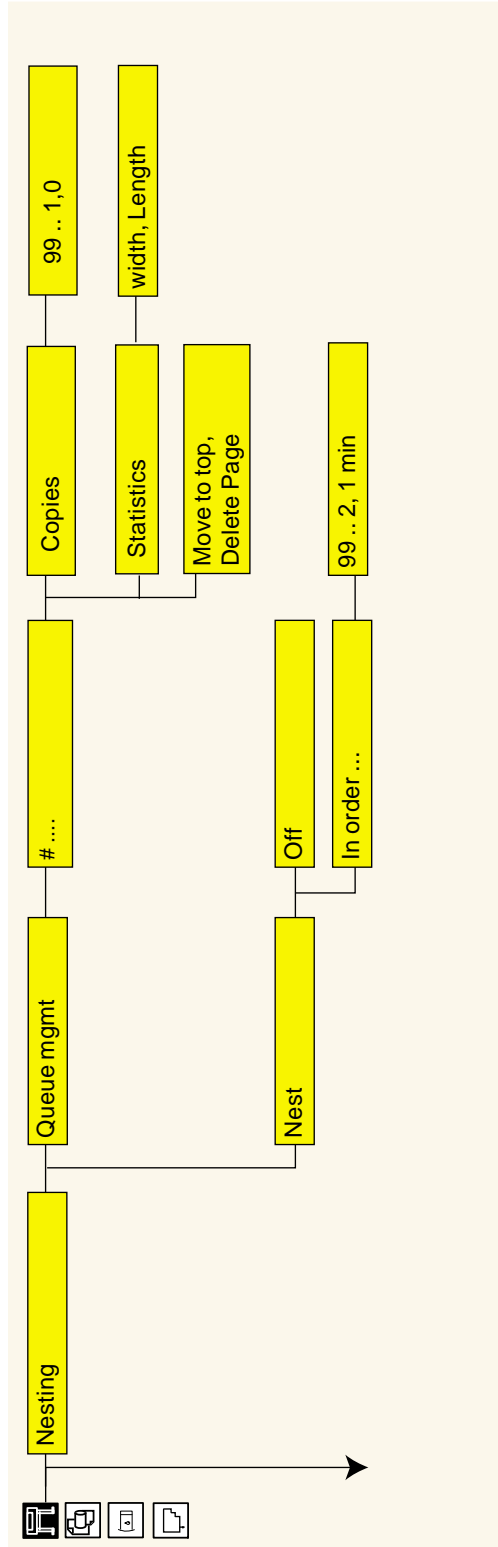 Nesting
Queue mgmt
# ....
Copies
99 .. 1,0
Statistics
width, Length
Move to top,
Delete Page
Nest
Off
In order ...
99 .. 2, 1 min